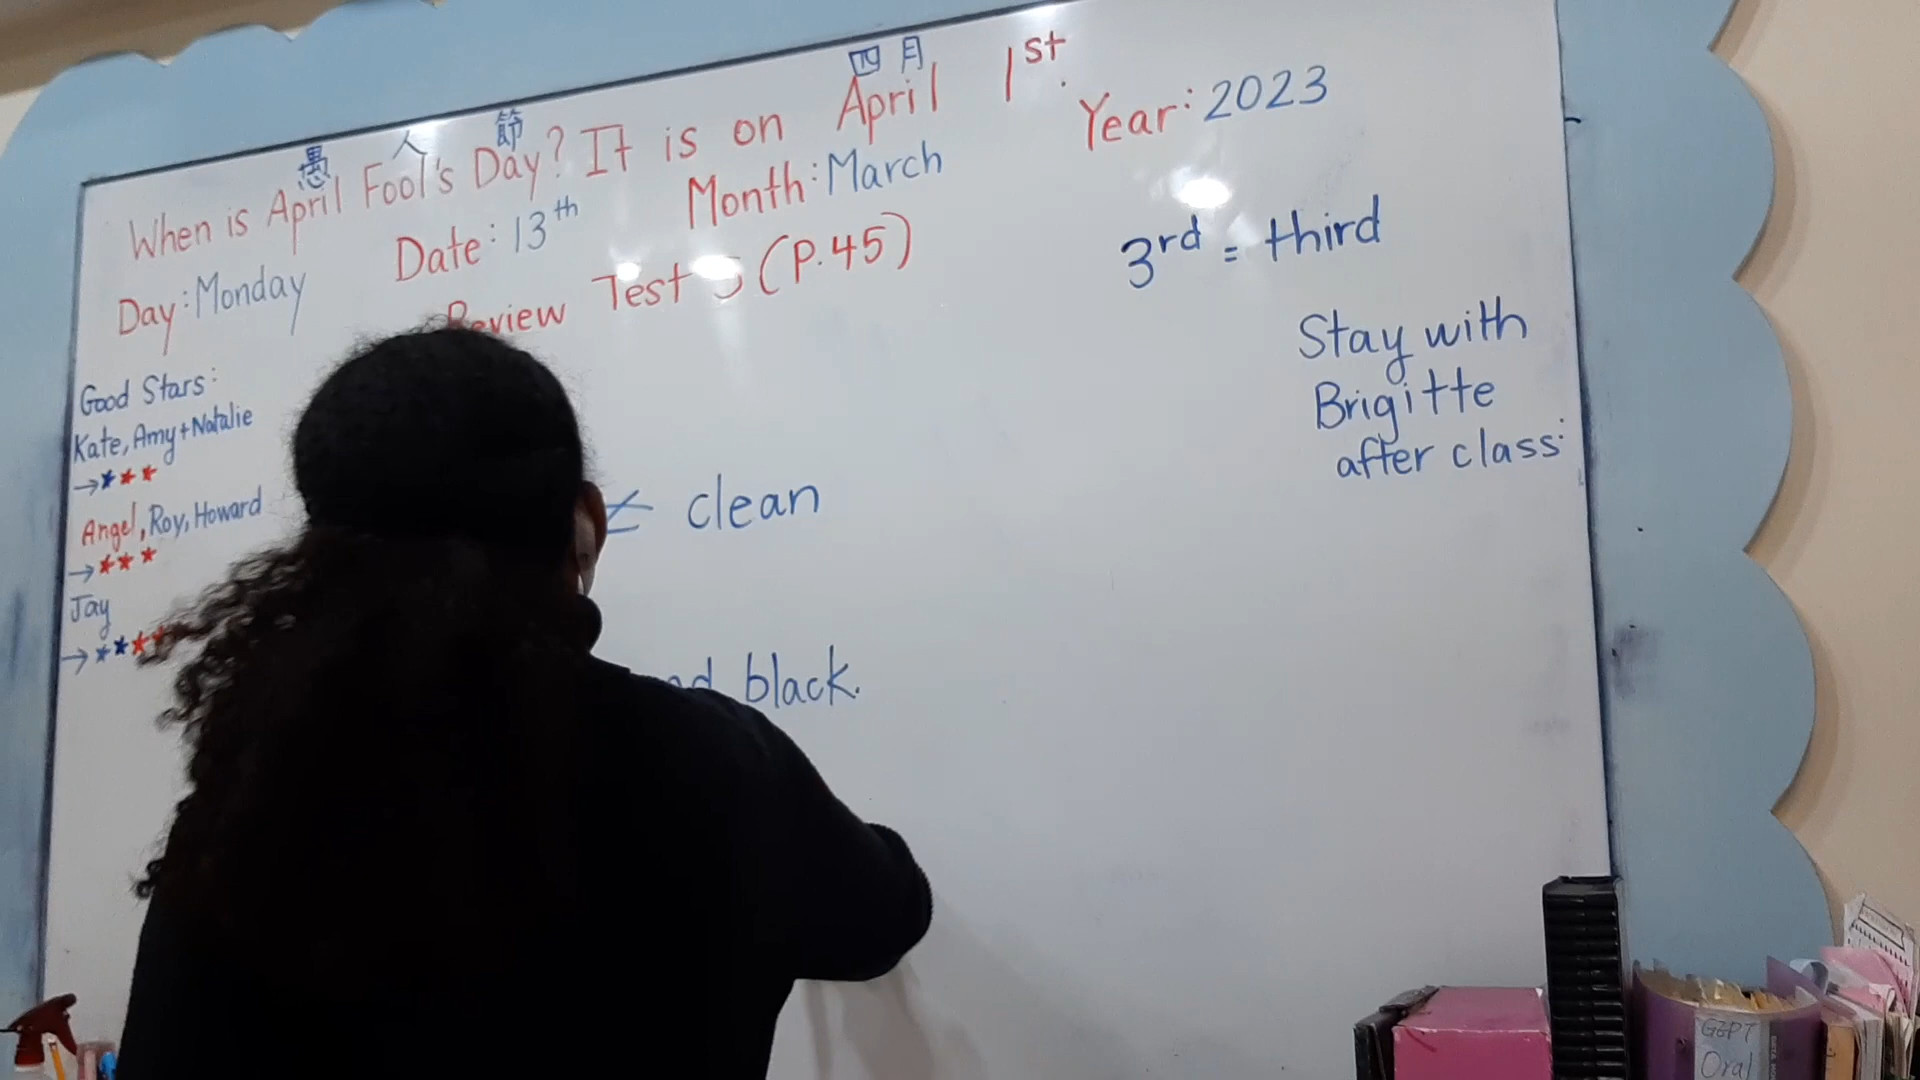 四月
愚人節
When is April Fool's Day? It is on April 1st.
Day: Monday Date: 13th Month: March Year: 2023
Review Test 5 (P.45)
3rd = third
Stay with
Brigitte
after class
Good Stars:
Kate, Amy + Natalie
→★★★
Angel, Roy, Howard
→★★★
Jay
→★★★★
≠ clean
black.
GEPT
Oral